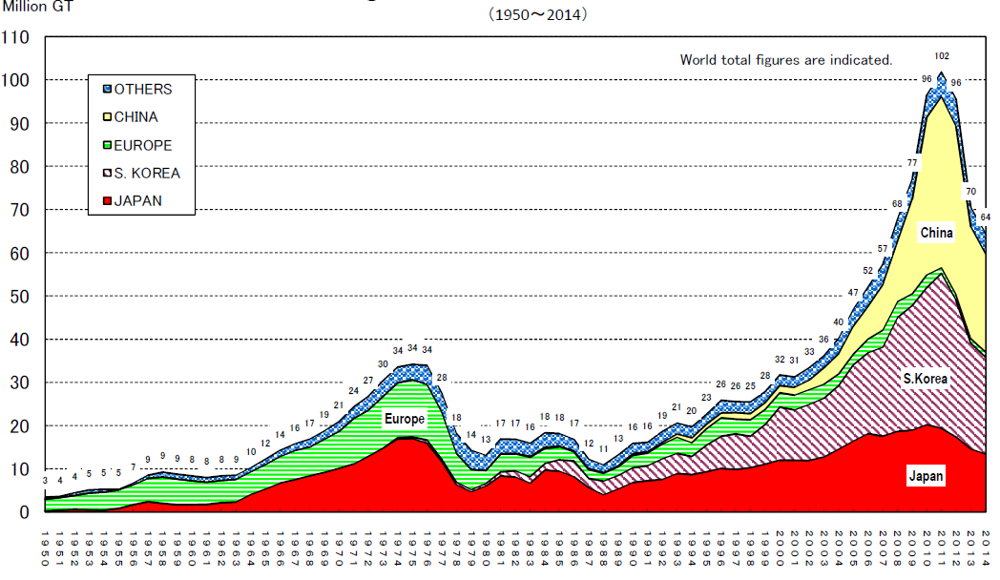 Million GT
(1950～2014)
World total figures are indicated.
110
100
90
80
70
60
50
40
30
20
10
0
OTHERS
CHINA
EUROPE
S. KOREA
JAPAN
3 4 4 5 5 5 7 9 9 9 8 8 8 9 10 12 14 16 17 19 21 24 27 30 34 34 34 28 18 14 13 17 17 16 18 18 17 12 11 13 16 16 19 21 20 23 26 26 25 28 32 31 33 36 40 47 52 57 68 77 96 102 96 70 64
China
Europe
S.Korea
Japan
1950 1951 1952 1953 1954 1955 1956 1957 1958 1959 1960 1961 1962 1963 1964 1965 1966 1967 1968 1969 1970 1971 1972 1973 1974 1975 1976 1977 1978 1979 1980 1981 1982 1983 1984 1985 1986 1987 1988 1989 1990 1991 1992 1993 1994 1995 1996 1997 1998 1999 2000 2001 2002 2003 2004 2005 2006 2007 2008 2009 2010 2011 2012 2013 2014